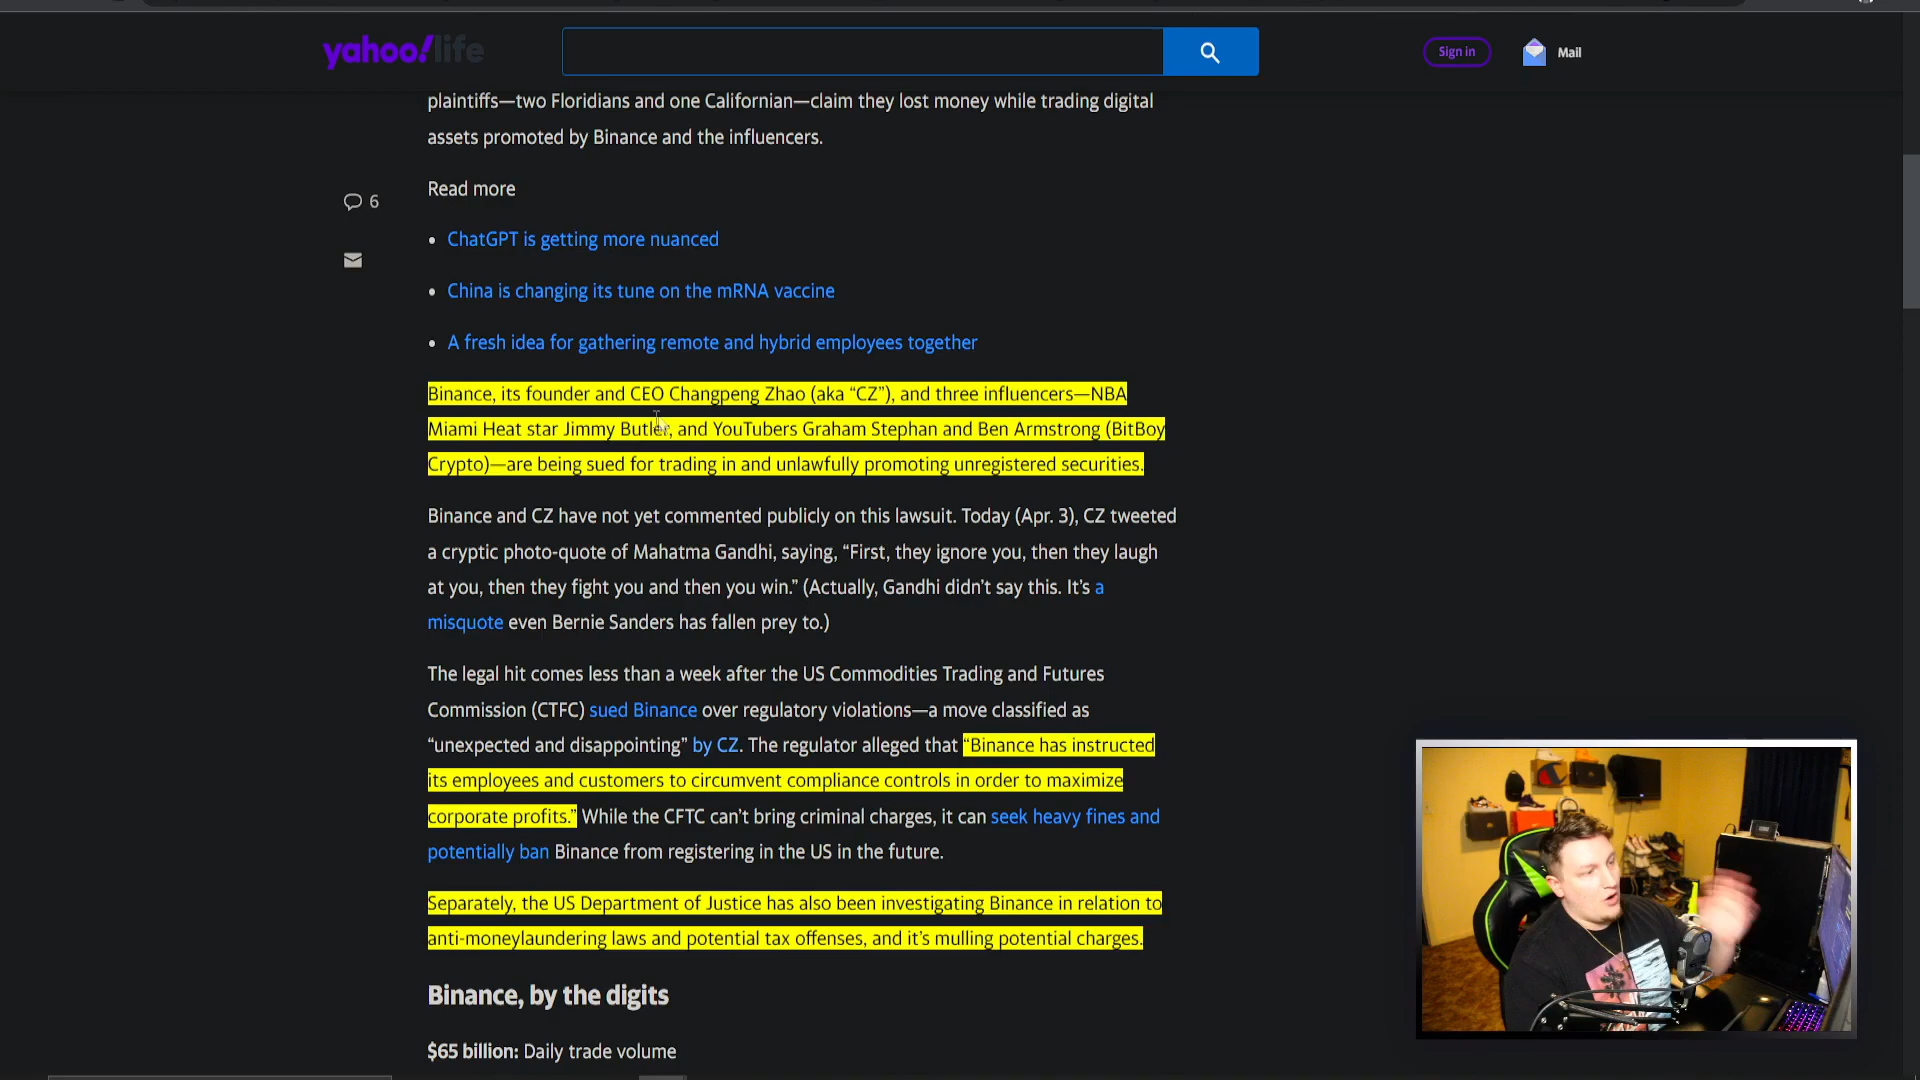 yahoo!life
Sign in
Mail
plaintiffs—two Floridians and one Californian—claim they lost money while trading digital
assets promoted by Binance and the influencers.
Read more
6
• ChatGPT is getting more nuanced
• China is changing its tune on the mRNA vaccine
• A fresh idea for gathering remote and hybrid employees together
Binance, its founder and CEO Changpeng Zhao (aka “CZ”), and three influencers—NBA
Miami Heat star Jimmy Butler, and YouTubers Graham Stephan and Ben Armstrong (BitBoy
Crypto)—are being sued for trading in and unlawfully promoting unregistered securities.
Binance and CZ have not yet commented publicly on this lawsuit. Today (Apr. 3), CZ tweeted
a cryptic photo-quote of Mahatma Gandhi, saying, “First, they ignore you, then they laugh
at you, then they fight you and then you win.” (Actually, Gandhi didn’t say this. It’s a
misquote even Bernie Sanders has fallen prey to.)
The legal hit comes less than a week after the US Commodities Trading and Futures
Commission (CTFC) sued Binance over regulatory violations—a move classified as
“unexpected and disappointing” by CZ. The regulator alleged that “Binance has instructed
its employees and customers to circumvent compliance controls in order to maximize
corporate profits.” While the CFTC can’t bring criminal charges, it can seek heavy fines and
potentially ban Binance from registering in the US in the future.
Separately, the US Department of Justice has also been investigating Binance in relation to
anti-moneylaundering laws and potential tax offenses, and it’s mulling potential charges.
Binance, by the digits
$65 billion: Daily trade volume